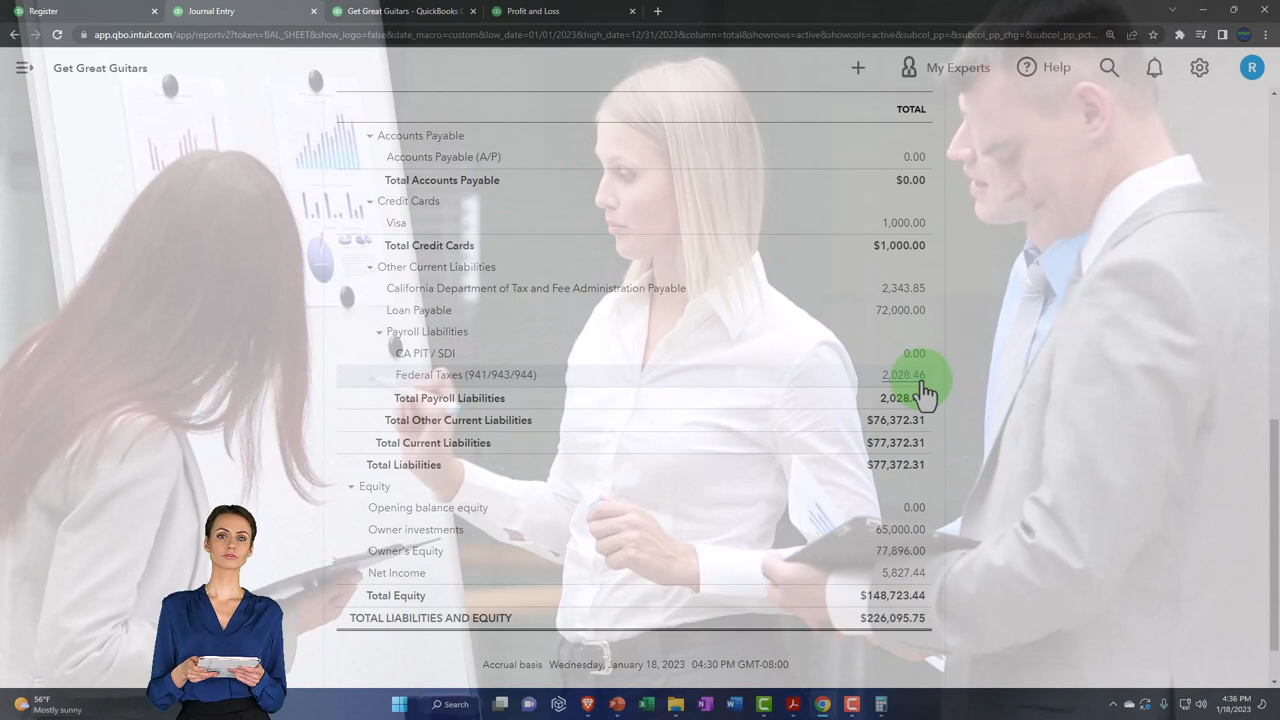 Register
Journal Entry
Get Great Guitars - QuickBooks
Profit and Loss
app.qbo.intuit.com/app/reportv2?token=BAL_SHEET&show_logo=false&date_macro=custom&low_date=01/01/2023&high_date=12/31/2023&column=total&showrows=active&showcols=active&subcol_pp=&subcol_pp_chg=&subcol_pp_pct...
Get Great Guitars
My Experts
Help
R
TOTAL
Accounts Payable
Accounts Payable (A/P) 0.00
Total Accounts Payable $0.00
Credit Cards
Visa 1,000.00
Total Credit Cards $1,000.00
Other Current Liabilities
California Department of Tax and Fee Administration Payable 2,343.85
Loan Payable 72,000.00
Payroll Liabilities
CA PIT / SDI 0.00
Federal Taxes (941/943/944) 2,028.46
Total Payroll Liabilities
Total Other Current Liabilities $76,372.31
Total Current Liabilities $77,372.31
Total Liabilities $77,372.31
Equity
Opening balance equity 0.00
Owner investments 65,000.00
Owner's Equity 77,896.00
Net Income 5,827.44
Total Equity $148,723.44
TOTAL LIABILITIES AND EQUITY $226,095.75
Accrual basis Wednesday, January 18, 2023 04:30 PM GMT-08:00
56°F
Mostly sunny
Search
4:36 PM
1/18/2023